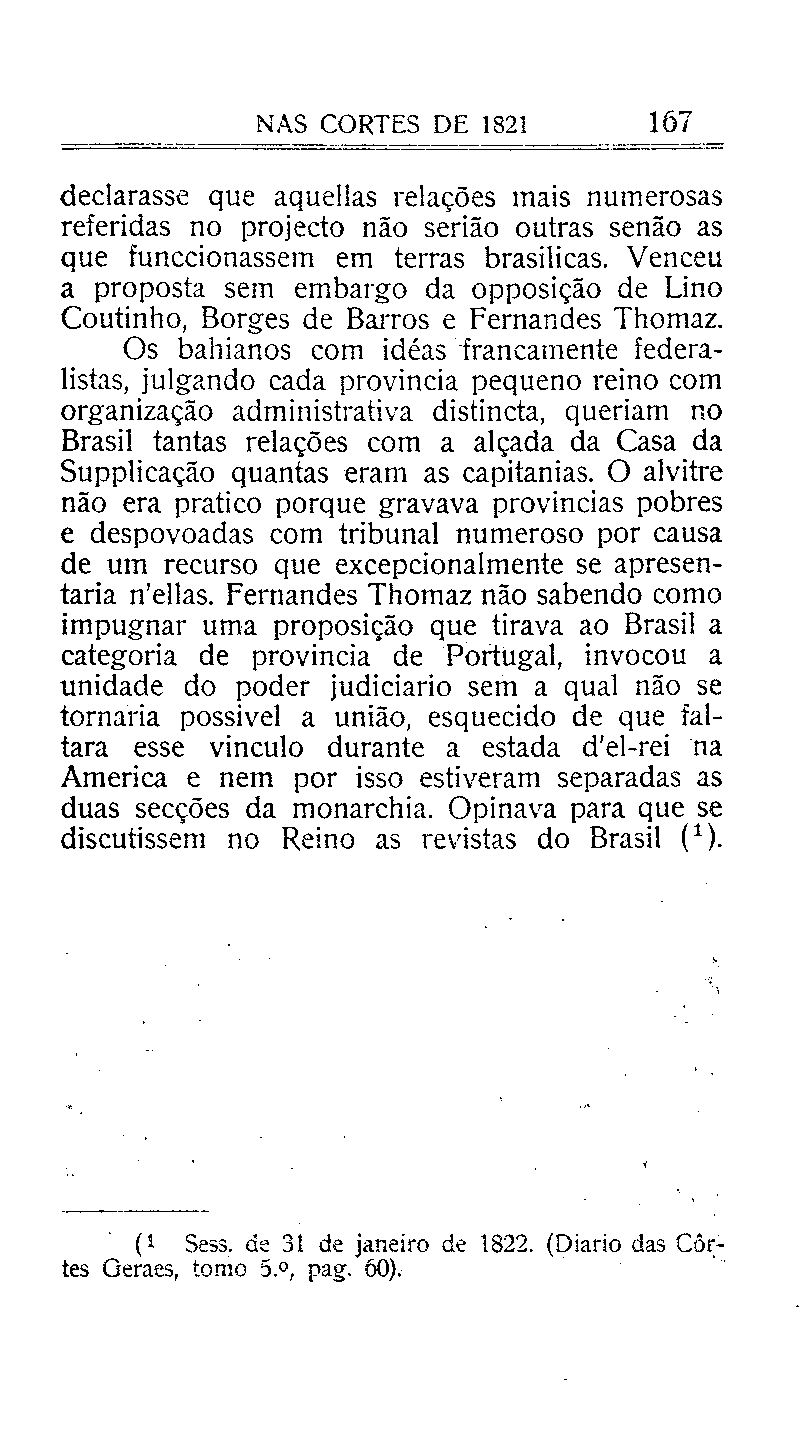 NAS CORTES DE 1821 167
declarasse que aquellas relações mais numerosas
referidas no projecto não serião outras senão as
que funccionassem em terras brasilicas. Venceu
a proposta sem embargo da opposição de Lino
Coutinho, Borges de Barros e Fernandes Thomaz.
Os bahianos com idéas francamente federa-
listas, julgando cada provincia pequeno reino com
organização administrativa distincta, queriam no
Brasil tantas relações com a alçada da Casa da
Supplicação quantas eram as capitanias. O alvitre
não era pratico porque gravava provincias pobres
e despovoadas com tribunal numeroso por causa
de um recurso que excepcionalmente se apresen-
taria n'ellas. Fernandes Thomaz não sabendo como
impugnar uma proposição que tirava ao Brasil a
categoria de provincia de Portugal, invocou a
unidade do poder judiciario sem a qual não se
tornaria possivel a união, esquecido de que fal-
tara esse vinculo durante a estada d'el-rei na
America e nem por isso estiveram separadas as
duas secções da monarchia. Opinava para que se
discutissem no Reino as revistas do Brasil (¹).
(¹ Sess. de 31 de janeiro de 1822. (Diario das Côr-
tes Geraes, tomo 5.º, pag. 60).